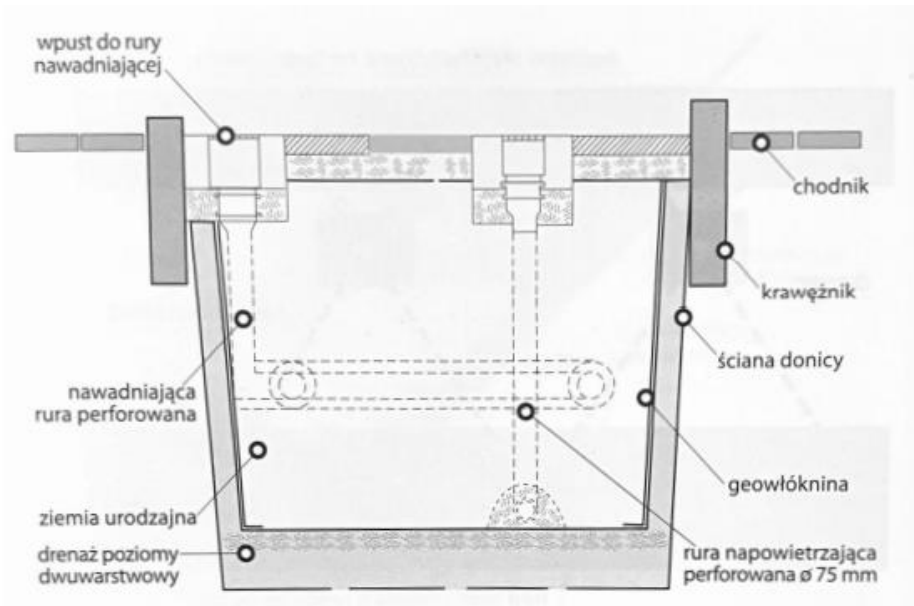 wpust do rury
nawadniającej
chodnik
krawężnik
ściana donicy
nawadniająca
rura perforowana
geowłóknina
ziemia urodzajna
drenaż poziomy
dwuwarstwowy
rura napowietrzająca
perforowana ø 75 mm